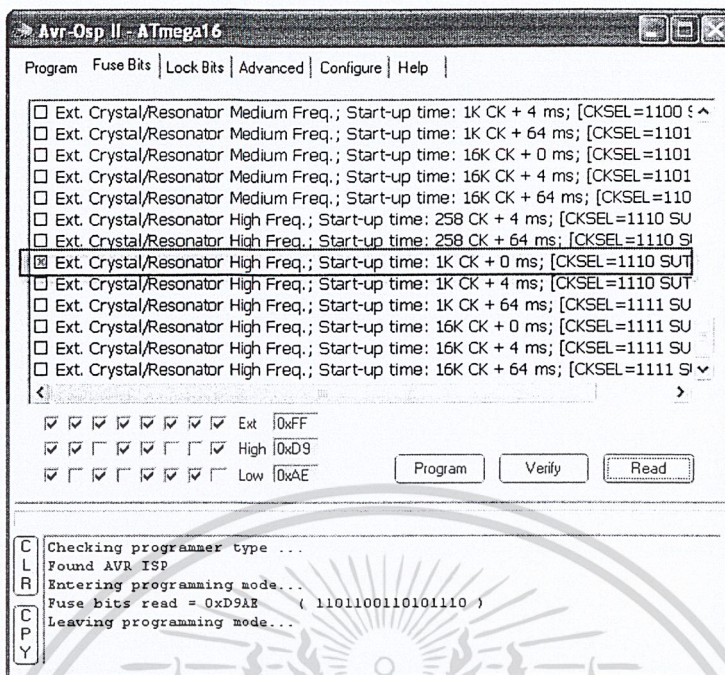 Avr-Osp II - ATmega16
Program Fuse Bits Lock Bits Advanced Configure Help
Ext. Crystal/Resonator Medium Freq.; Start-up time: 1K CK + 4 ms; [CKSEL=1100 S
Ext. Crystal/Resonator Medium Freq.; Start-up time: 1K CK + 64 ms; [CKSEL=1101
Ext. Crystal/Resonator Medium Freq.; Start-up time: 16K CK + 0 ms; [CKSEL=1101
Ext. Crystal/Resonator Medium Freq.; Start-up time: 16K CK + 4 ms; [CKSEL=1101
Ext. Crystal/Resonator Medium Freq.; Start-up time: 16K CK + 64 ms; [CKSEL=110
Ext. Crystal/Resonator High Freq.; Start-up time: 258 CK + 4 ms; [CKSEL=1110 SU
Ext. Crystal/Resonator High Freq.; Start-up time: 258 CK + 64 ms; [CKSEL=1110 S
Ext. Crystal/Resonator High Freq.; Start-up time: 1K CK + 0 ms; [CKSEL=1110 SUT
Ext. Crystal/Resonator High Freq.; Start-up time: 1K CK + 4 ms; [CKSEL=1110 SUT
Ext. Crystal/Resonator High Freq.; Start-up time: 1K CK + 64 ms; [CKSEL=1111 SU
Ext. Crystal/Resonator High Freq.; Start-up time: 16K CK + 0 ms; [CKSEL=1111 SU
Ext. Crystal/Resonator High Freq.; Start-up time: 16K CK + 4 ms; [CKSEL=1111 SU
Ext. Crystal/Resonator High Freq.; Start-up time: 16K CK + 64 ms; [CKSEL=1111 S
Ext 0xFF
High 0xD9
Low 0xAE
Program Verify Read
CLR
CPY
Checking programmer type ...
Found AVR ISP
Entering programming mode...
Fuse bits read = 0xD9AE ( 1101100110101110 )
Leaving programming mode...